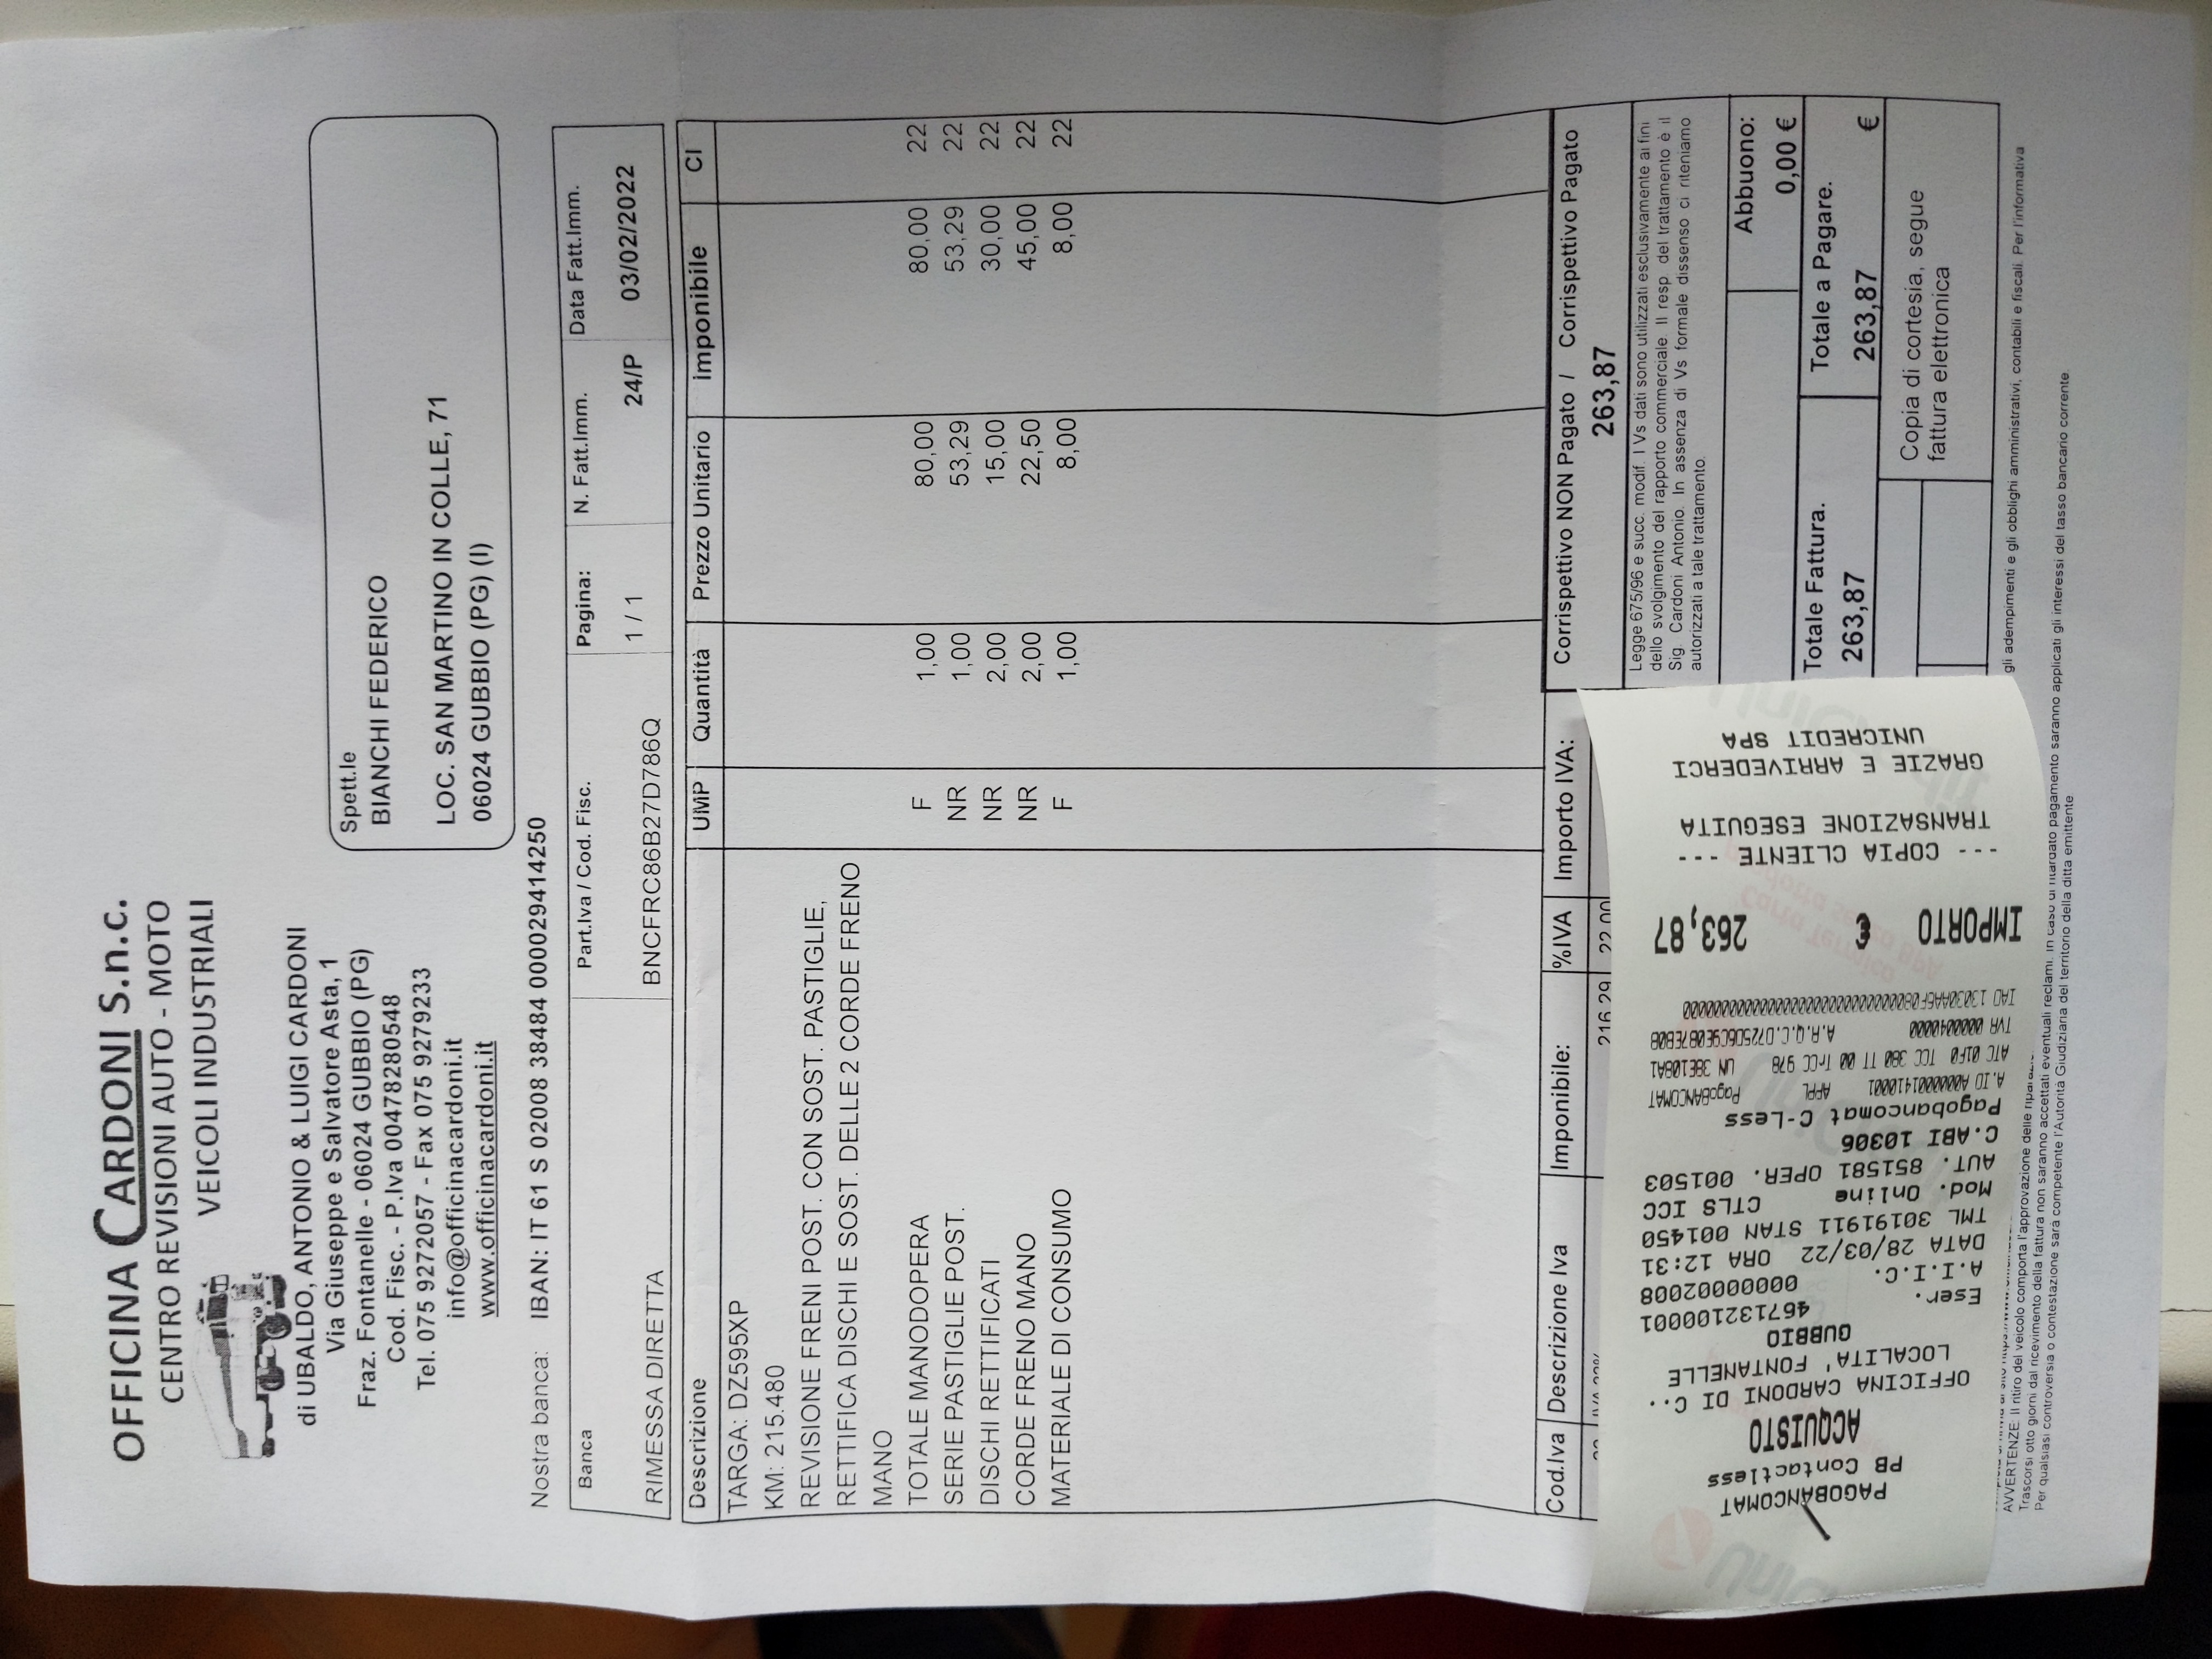 OFFICINA CARDONI S.n.c.
CENTRO REVISIONI AUTO - MOTO
VEICOLI INDUSTRIALI
di UBALDO, ANTONIO & LUIGI CARDONI
Via Giuseppe e Salvatore Asta, 1
Fraz. Fontanelle - 06024 GUBBIO (PG)
Cod. Fisc. - P.Iva 00478280548
Tel. 075 9272057 - Fax 075 9279233
info@officinacardoni.it
www.officinacardoni.it
Spett.le
BIANCHI FEDERICO
LOC. SAN MARTINO IN COLLE, 71
06024 GUBBIO (PG) (I)
Nostra banca: IBAN: IT 61 S 02008 38484 000029414250
Banca Part.Iva / Cod. Fisc. Pagina: N. Fatt.Imm. Data Fatt.Imm.
RIMESSA DIRETTA BNCFRC86B27D786Q 1 / 1 24/P 03/02/2022
Descrizione UMP Quantità Prezzo Unitario imponibile CI
TARGA: DZ595XP
KM: 215.480
REVISIONE FRENI POST. CON SOST. PASTIGLIE,
RETTIFICA DISCHI E SOST. DELLE 2 CORDE FRENO
MANO
TOTALE MANODOPERA F 1,00 80,00 80,00 22
SERIE PASTIGLIE POST. NR 1,00 53,29 53,29 22
DISCHI RETTIFICATI NR 2,00 15,00 30,00 22
CORDE FRENO MANO NR 2,00 22,50 45,00 22
MATERIALE DI CONSUMO F 1,00 8,00 8,00 22
Cod.Iva Descrizione Iva Imponibile: %IVA Importo IVA:
22 IVA 22% 216,29 22,00
Corrispettivo NON Pagato / Corrispettivo Pagato
263,87
Legge 675/96 e succ. modif. I Vs dati sono utilizzati esclusivamente ai fini
dello svolgimento del rapporto commerciale. Il resp. del trattamento è il
Sig. Cardoni Antonio. In assenza di Vs formale dissenso ci riteniamo
autorizzati a tale trattamento.
Abbuono:
0,00 €
Totale Fattura. Totale a Pagare.
263,87 263,87 €
Copia di cortesia, segue
fattura elettronica
PAGOBANCOMAT
PB Contactless
ACQUISTO
OFFICINA CARDONI DI C..
LOCALITA' FONTANELLE
GUBBIO
Eser. 467132100001
A.I.I.C. 00000002008
DATA 28/03/22 ORA 12:31
TML 30191911 STAN 001450
Mod. Online CTLS ICC
AUT. 851581 OPER. 001503
C.ABI 10306
Pagobancomat C-Less
A.ID A0000001410001 APPL PagoBANCOMAT
ATC 01F0 TCC 380 TT 00 TrCC 978 UN
TVR 0000040000 A.R.Q.C.
IAD
IMPORTO € 263,87
--- COPIA CLIENTE ---
TRANSAZIONE ESEGUITA
GRAZIE E ARRIVEDERCI
UNICREDIT SPA
gli adempimenti e gli obblighi amministrativi, contabili e fiscali. Per l'informativa
AVVERTENZE: Il ritiro del veicolo comporta l'approvazione delle
Trascorsi otto giorni dal ricevimento della fattura non saranno accettati eventuali reclami. In caso di ritardato pagamento saranno applicati gli interessi del tasso bancario corrente.
Per qualsiasi controversia o contestazione sarà competente l'Autorità Giudiziaria del territorio della ditta emittente.